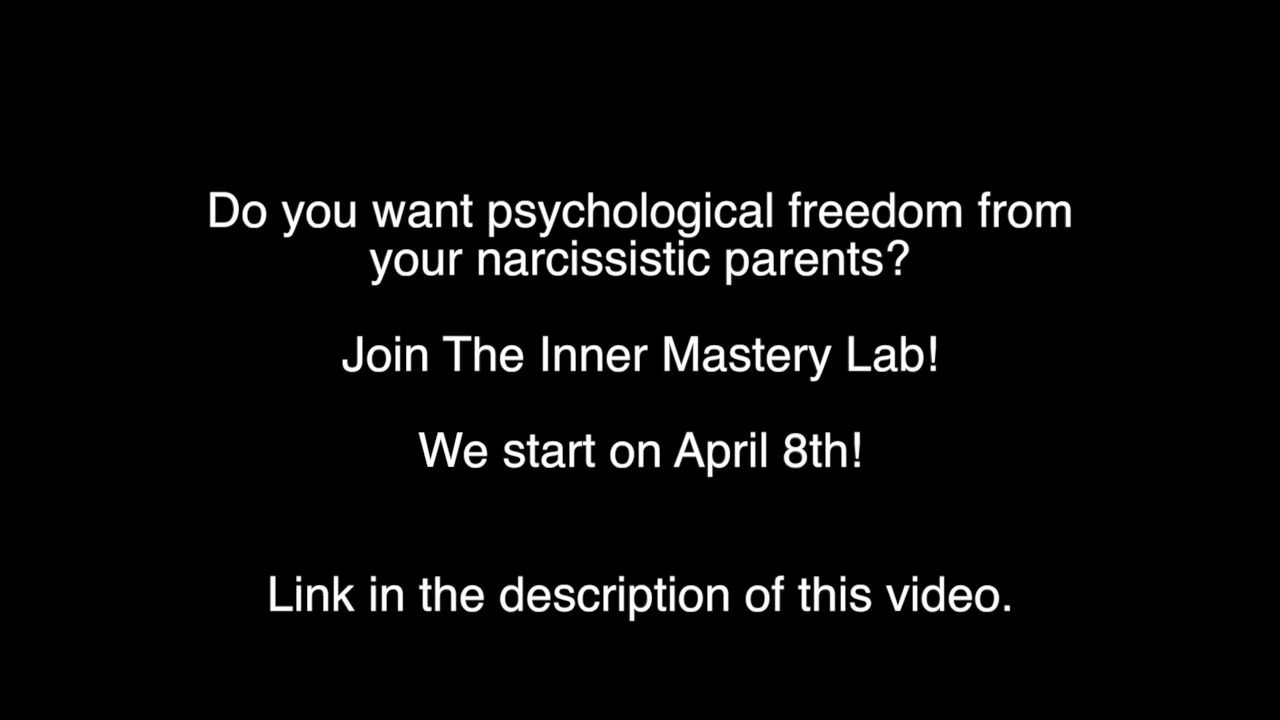 Do you want psychological freedom from
your narcissistic parents?
Join The Inner Mastery Lab!
We start on April 8th!
Link in the description of this video.